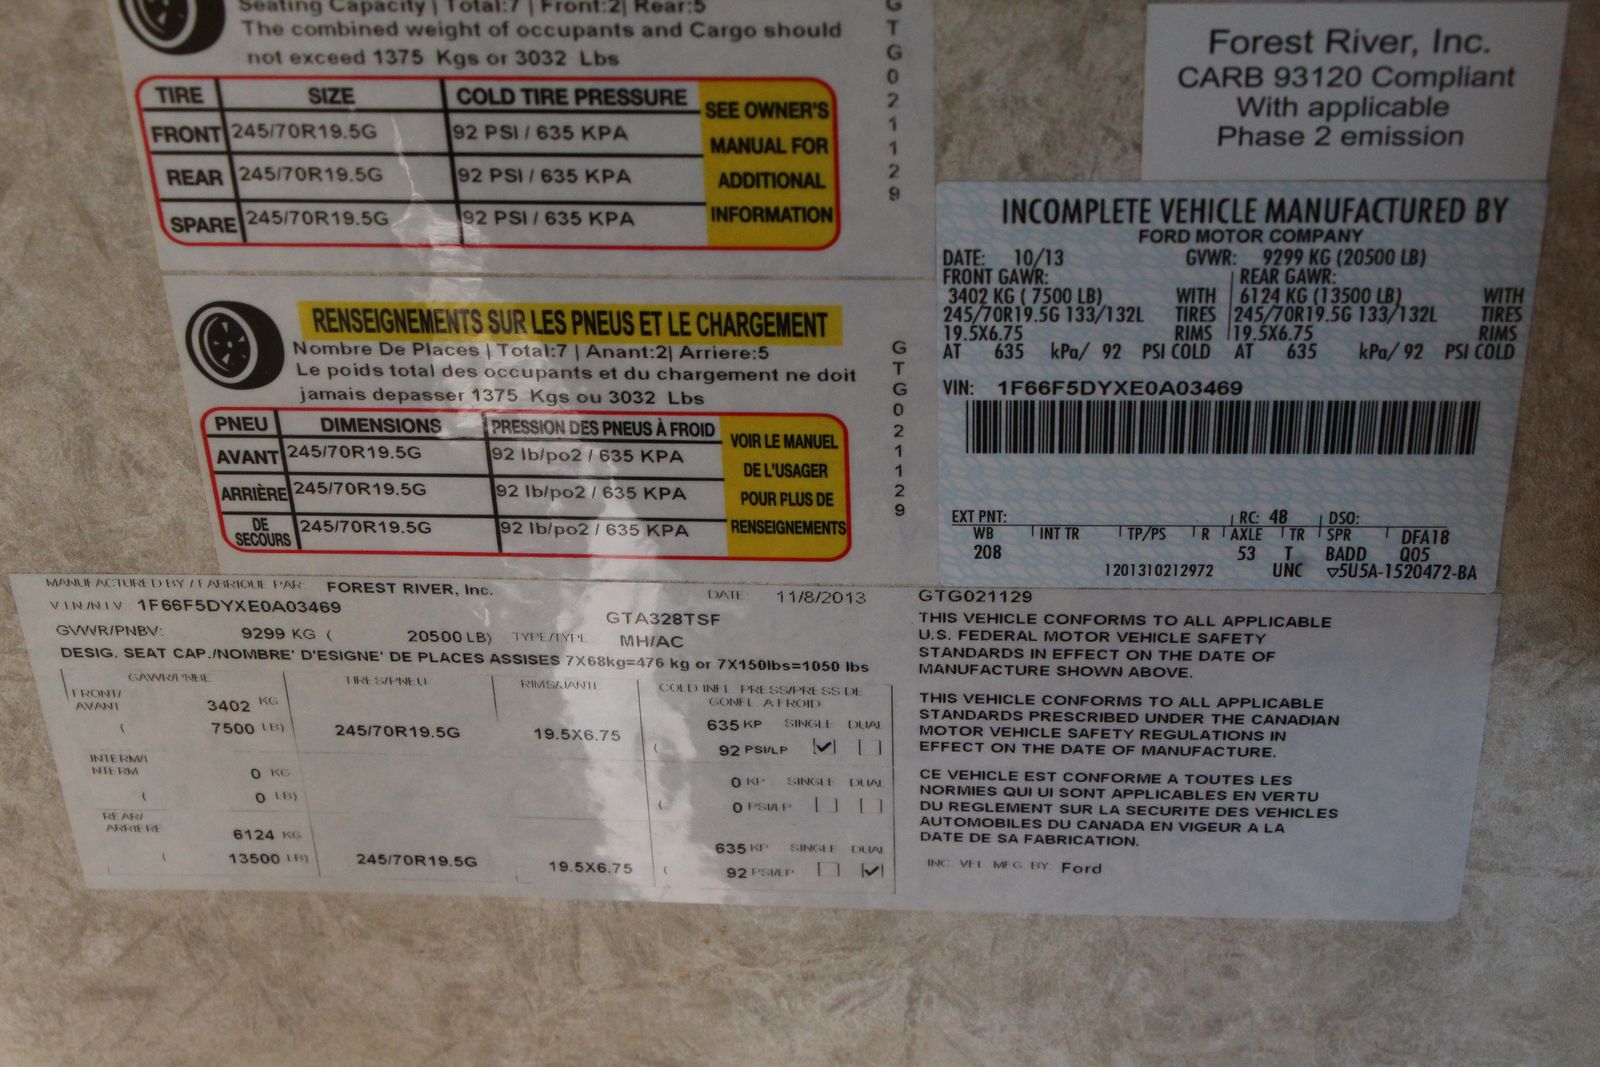 Seating Capacity | Total:7 | Front:2| Rear:5
The combined weight of occupants and Cargo should
not exceed 1375 Kgs or 3032 Lbs
TIRE SIZE COLD TIRE PRESSURE
FRONT 245/70R19.5G 92 PSI / 635 KPA
REAR 245/70R19.5G 92 PSI / 635 KPA
SPARE 245/70R19.5G 92 PSI / 635 KPA
SEE OWNER'S
MANUAL FOR
ADDITIONAL
INFORMATION
GTG021129
RENSEIGNEMENTS SUR LES PNEUS ET LE CHARGEMENT
Nombre De Places | Total:7 | Anant:2| Arriere:5
Le poids total des occupants et du chargement ne doit
jamais depasser 1375 Kgs ou 3032 Lbs
PNEU DIMENSIONS PRESSION DES PNEUS À FROID
AVANT 245/70R19.5G 92 lb/po2 / 635 KPA
ARRIÈRE 245/70R19.5G 92 lb/po2 / 635 KPA
DE SECOURS 245/70R19.5G 92 lb/po2 / 635 KPA
VOIR LE MANUEL
DE L'USAGER
POUR PLUS DE
RENSEIGNEMENTS
GTG021129
Forest River, Inc.
CARB 93120 Compliant
With applicable
Phase 2 emission
INCOMPLETE VEHICLE MANUFACTURED BY
FORD MOTOR COMPANY
DATE: 10/13 GVWR: 9299 KG (20500 LB)
FRONT GAWR: REAR GAWR:
3402 KG ( 7500 LB) WITH 6124 KG (13500 LB) WITH
245/70R19.5G 133/132L TIRES 245/70R19.5G 133/132L TIRES
19.5X6.75 RIMS 19.5X6.75 RIMS
AT 635 kPa/ 92 PSI COLD AT 635 kPa/ 92 PSI COLD
VIN: 1F66F5DYXE0A03469
EXT PNT: RC: 48 DSO:
WB INT TR TP/PS R AXLE TR SPR DFA18
208 53 T BADD Q05
1201310212972 UNC ▽5U5A-1520472-BA
MANUFACTURED BY / FABRIQUE PAR: FOREST RIVER, Inc. DATE 11/8/2013 GTG021129
VIN/NIV 1F66F5DYXE0A03469 GTA328TSF
GVWR/PNBV: 9299 KG ( 20500 LB) TYPE/TYPE MH/AC
DESIG. SEAT CAP./NOMBRE' D'ESIGNE' DE PLACES ASSISES 7X68kg=476 kg or 7X150lbs=1050 lbs
GAWR/PNBE TIRES/PNEU RIMS/JANTE COLD INFL. PRESS/PRESS DE
GONFL. A FROID
FRONT/
AVANT 3402 KG 635 KP SINGLE DUAL
( 7500 LB) 245/70R19.5G 19.5X6.75 ( 92 PSI/LP
INTERM/I
NTERM 0 KG 0 KP SINGLE DUAL
( 0 LB) ( 0 PSI/LP
REAR/
ARRIERE 6124 KG 635 KP SINGLE DUAL
( 13500 LB) 245/70R19.5G 19.5X6.75 ( 92 PSI/LP
THIS VEHICLE CONFORMS TO ALL APPLICABLE
U.S. FEDERAL MOTOR VEHICLE SAFETY
STANDARDS IN EFFECT ON THE DATE OF
MANUFACTURE SHOWN ABOVE.
THIS VEHICLE CONFORMS TO ALL APPLICABLE
STANDARDS PRESCRIBED UNDER THE CANADIAN
MOTOR VEHICLE SAFETY REGULATIONS IN
EFFECT ON THE DATE OF MANUFACTURE.
CE VEHICLE EST CONFORME A TOUTES LES
NORMIES QUI UI SONT APPLICABLES EN VERTU
DU REGLEMENT SUR LA SECURITE DES VEHICLES
AUTOMOBILES DU CANADA EN VIGEUR A LA
DATE DE SA FABRICATION.
INC. VEH. MFG BY: Ford